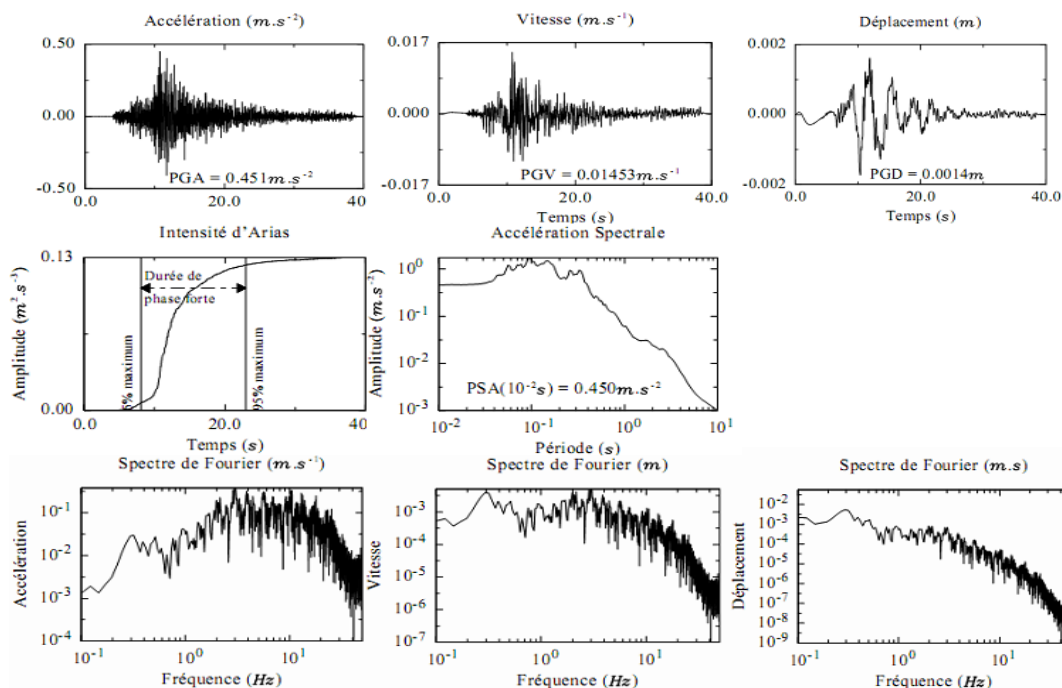 Accélération (m.s⁻²)
0.50
0.00
-0.50
0.0 20.0 40.0
PGA = 0.451m.s⁻²
Temps (s)
Vitesse (m.s⁻¹)
0.017
0.000
-0.017
0.0 20.0 40.0
PGV = 0.01453m.s⁻¹
Temps (s)
Déplacement (m)
0.002
0.000
-0.002
0.0 20.0 40.0
PGD = 0.0014m
Temps (s)
Intensité d'Arias
Amplitude (m².s⁻³)
0.13
0.00
Durée de
phase forte
5% maximum
95% maximum
0.0 20.0 40
Temps (s)
Accélération Spectrale
Amplitude (m.s⁻²)
10⁰
10⁻¹
10⁻²
10⁻³
PSA(10⁻²s) = 0.450m.s⁻²
10⁻² 10⁻¹ 10⁰ 10¹
Période (s)
Spectre de Fourier (m.s⁻¹)
Accélération
10⁻¹
10⁻²
10⁻³
10⁻⁴
10⁻¹ 10⁰ 10¹
Fréquence (Hz)
Spectre de Fourier (m)
Vitesse
10⁻³
10⁻⁴
10⁻⁵
10⁻⁶
10⁻⁷
10⁻¹ 10⁰ 10¹
Fréquence (Hz)
Spectre de Fourier (m.s)
Déplacement
10⁻²
10⁻³
10⁻⁴
10⁻⁵
10⁻⁶
10⁻⁷
10⁻⁸
10⁻⁹
10⁻¹ 10⁰ 10¹
Fréquence (Hz)